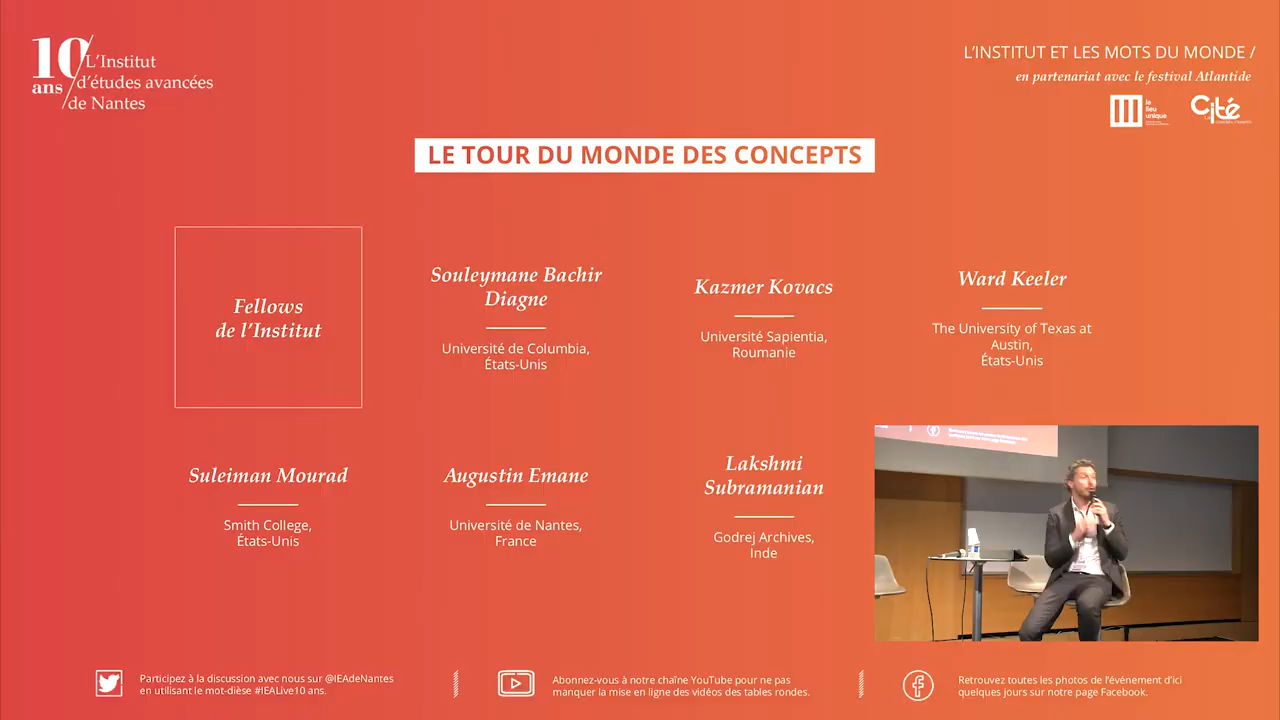 10 ans
L'Institut
d'études avancées
de Nantes
L'INSTITUT ET LES MOTS DU MONDE /
en partenariat avec le festival Atlantide
le
lieu
unique
Cité
LE TOUR DU MONDE DES CONCEPTS
Fellows
de l'Institut
Souleymane Bachir
Diagne
Université de Columbia,
États-Unis
Kazmer Kovacs
Université Sapientia,
Roumanie
Ward Keeler
The University of Texas at
Austin,
États-Unis
Suleiman Mourad
Smith College,
États-Unis
Augustin Emane
Université de Nantes,
France
Lakshmi
Subramanian
Godrej Archives,
Inde
Participez à la discussion avec nous sur @IEAdeNantes
en utilisant le mot-dièse #IEALive10 ans.
Abonnez-vous à notre chaîne YouTube pour ne pas
manquer la mise en ligne des vidéos des tables rondes.
Retrouvez toutes les photos de l'événement d'ici
quelques jours sur notre page Facebook.